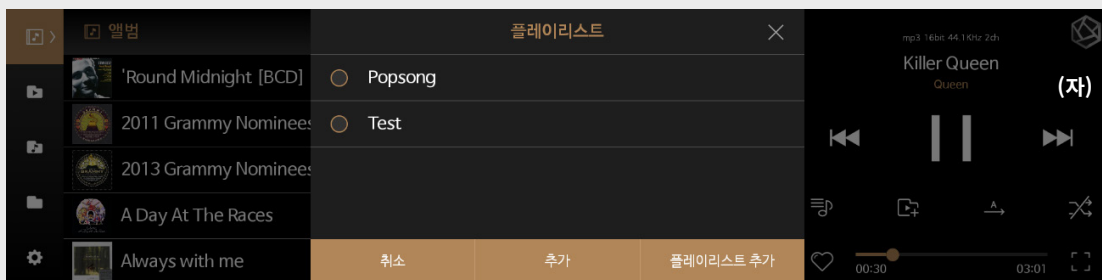 앨범
'Round Midnight [BCD]
2011 Grammy Nominees
2013 Grammy Nominees
A Day At The Races
Always with me
플레이리스트
Popsong
Test
취소
추가
플레이리스트 추가
mp3 16bit 44.1KHz 2ch
Killer Queen
Queen
(자)
A
00:30
03:01